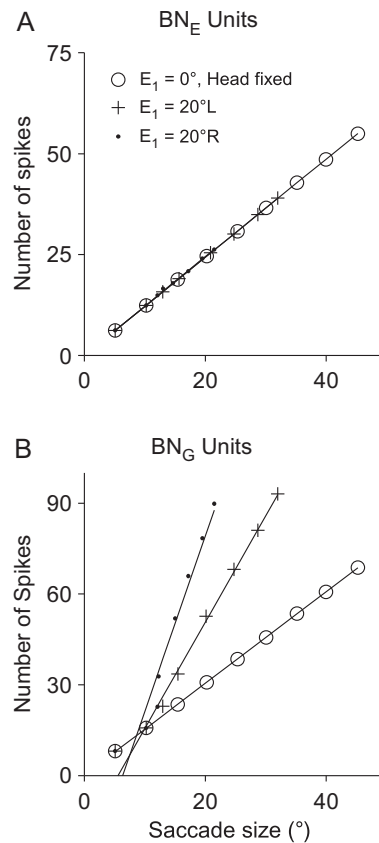 A
BN_E Units
75
50
25
0
Number of spikes
E_1 = 0°, Head fixed
E_1 = 20°L
E_1 = 20°R
0 20 40
B
BN_G Units
90
60
30
0
Number of Spikes
0 20 40
Saccade size (°)